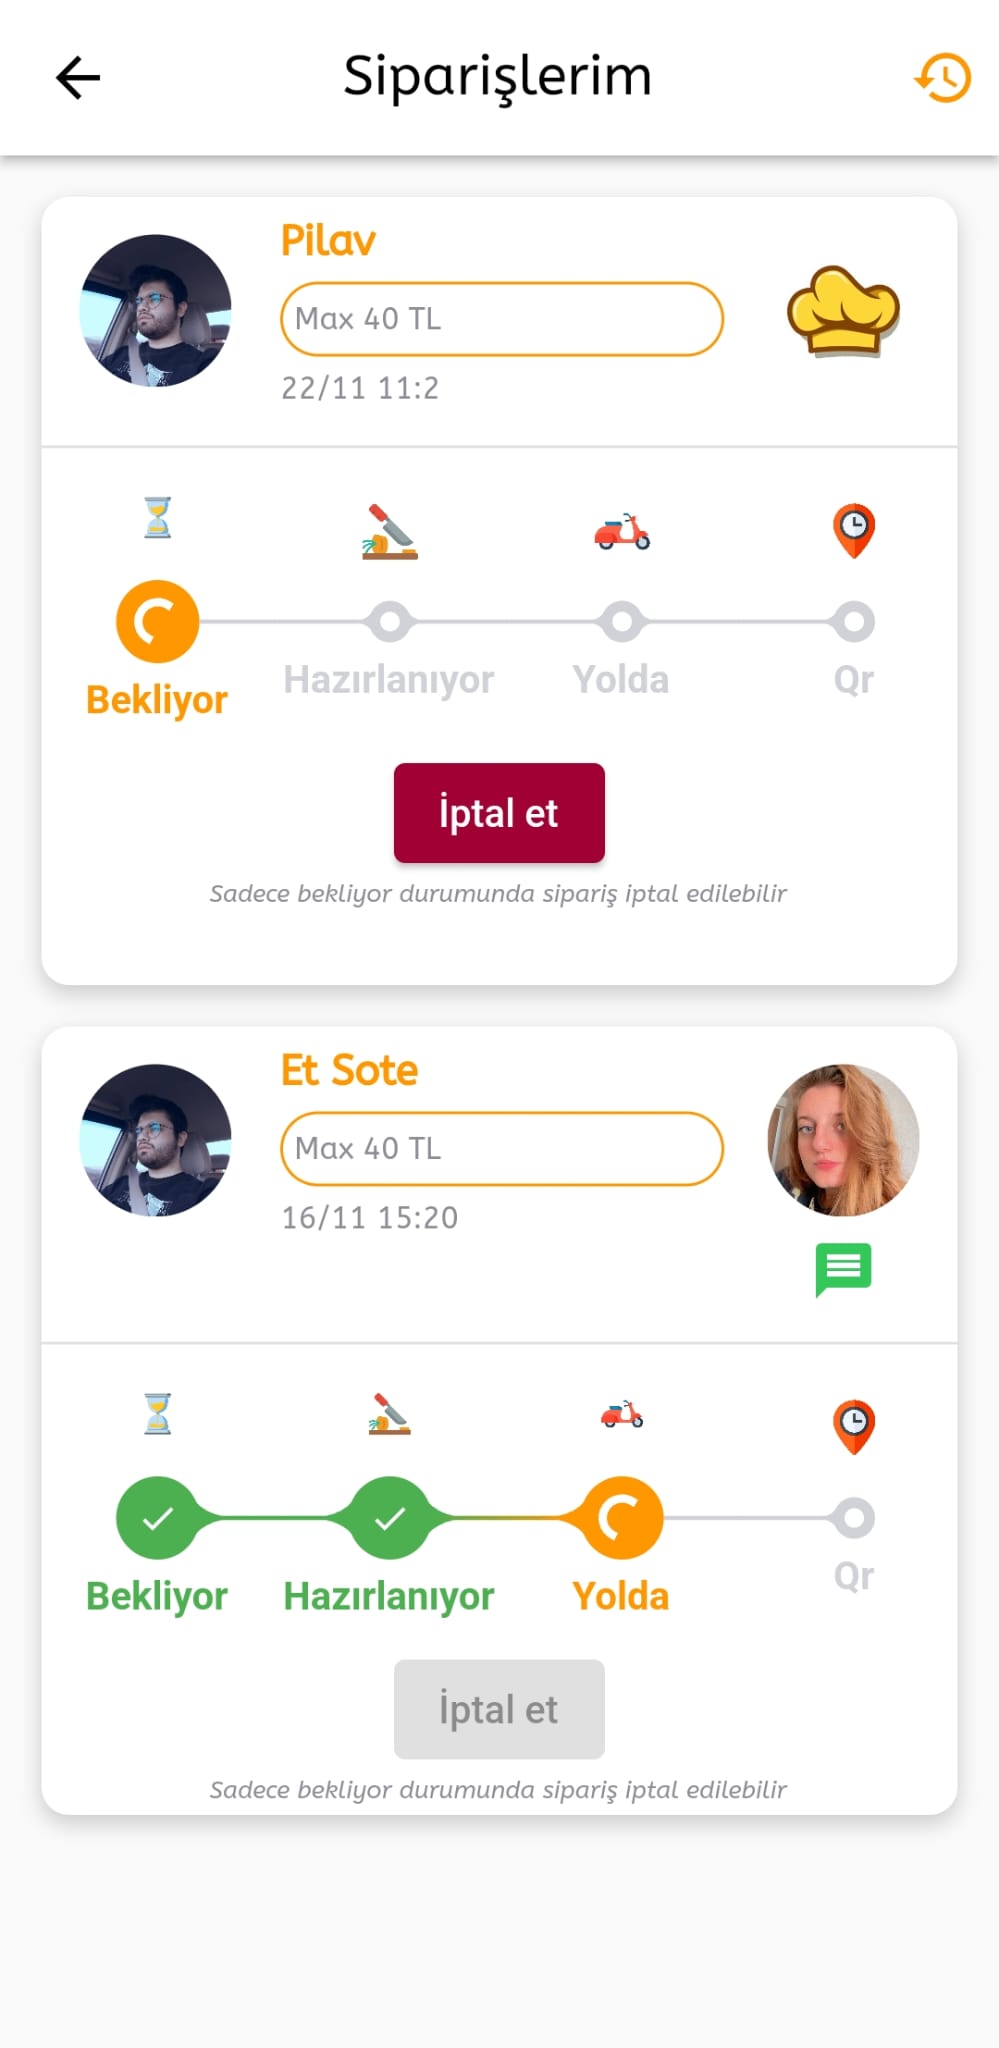 Siparişlerim
Pilav
Max 40 TL
22/11 11:2
Bekliyor
Hazırlanıyor
Yolda
Qr
İptal et
Sadece bekliyor durumunda sipariş iptal edilebilir
Et Sote
Max 40 TL
16/11 15:20
Bekliyor
Hazırlanıyor
Yolda
Qr
İptal et
Sadece bekliyor durumunda sipariş iptal edilebilir